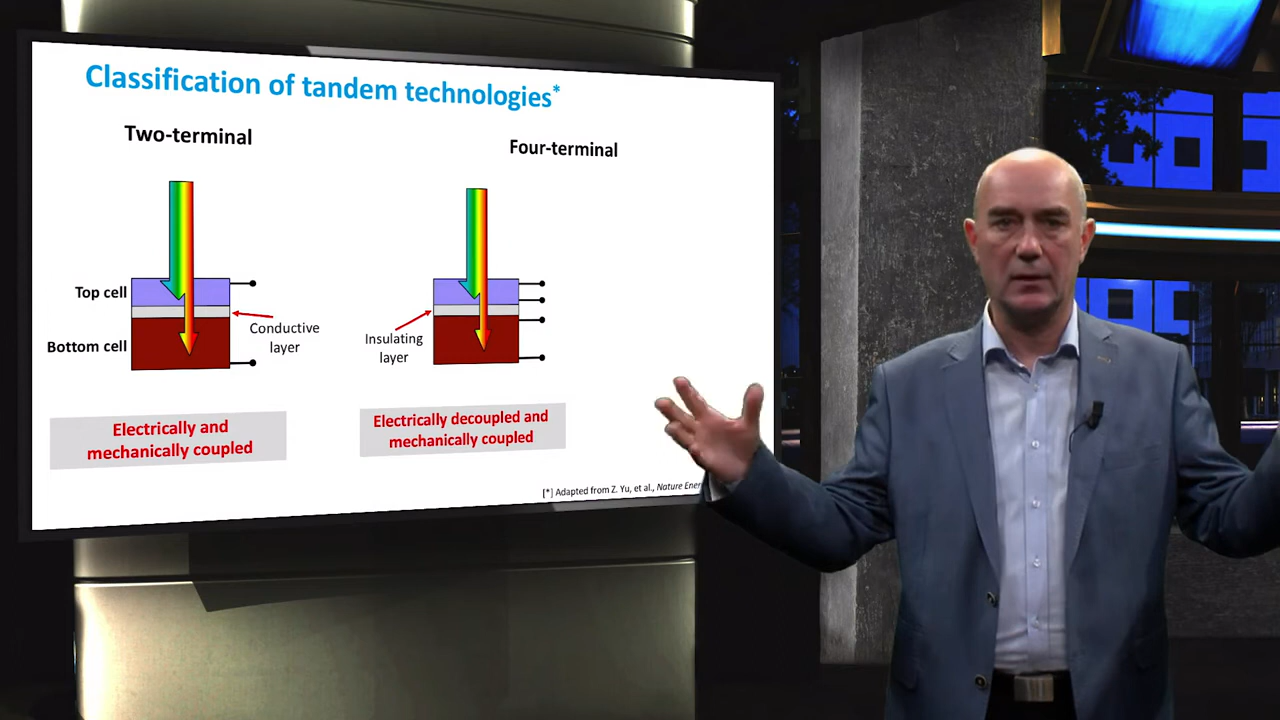 Classification of tandem technologies*
Two-terminal
Four-terminal
Top cell
Bottom cell
Conductive
layer
Insulating
layer
Electrically and
mechanically coupled
Electrically decoupled and
mechanically coupled
[*] Adapted from Z. Yu, et al., Nature